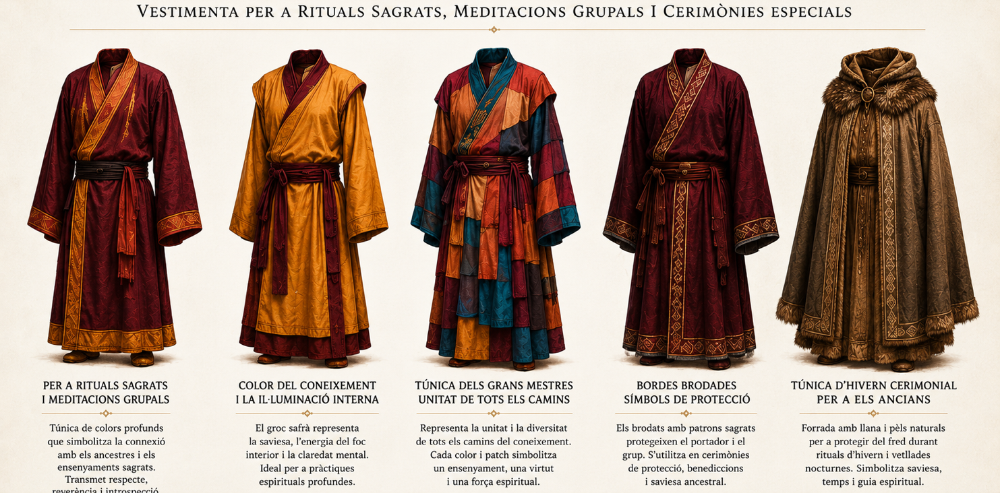 Vestimenta per a Rituals Sagrats, Meditacions Grupals i Cerimònies especials
PER A RITUALS SAGRATS
I MEDITACIONS GRUPALS
Túnica de colors profunds
que simbolitza la connexió
amb els ancestres i els
ensenyaments sagrats.
Transmet respecte,
reverència i introspecció
COLOR DEL CONEIXEMENT
I LA IL·LUMINACIÓ INTERNA
El groc safrà representa
la saviesa, l'energia del foc
interior i la claredat mental.
Ideal per a pràctiques
espirituals profundes.
TÚNICA DELS GRANS MESTRES
UNITAT DE TOTS ELS CAMINS
Representa la unitat i la diversitat
de tots els camins del coneixement.
Cada color i patch simbolitza
un ensenyament, una virtut
i una força espiritual.
BORDES BRODADES
SÍMBOLS DE PROTECCIÓ
Els brodats amb patrons sagrats
protegeixen el portador i el
grup. S'utilitza en cerimònies
de protecció, benediccions
i saviesa ancestral.
TÚNICA D'HIVERN CERIMONIAL
PER A ELS ANCIANS
Forrada amb llana i pèls naturals
per a protegir del fred durant
rituals d'hivern i vetllades
nocturnes. Simbolitza saviesa,
temps i guia espiritual.